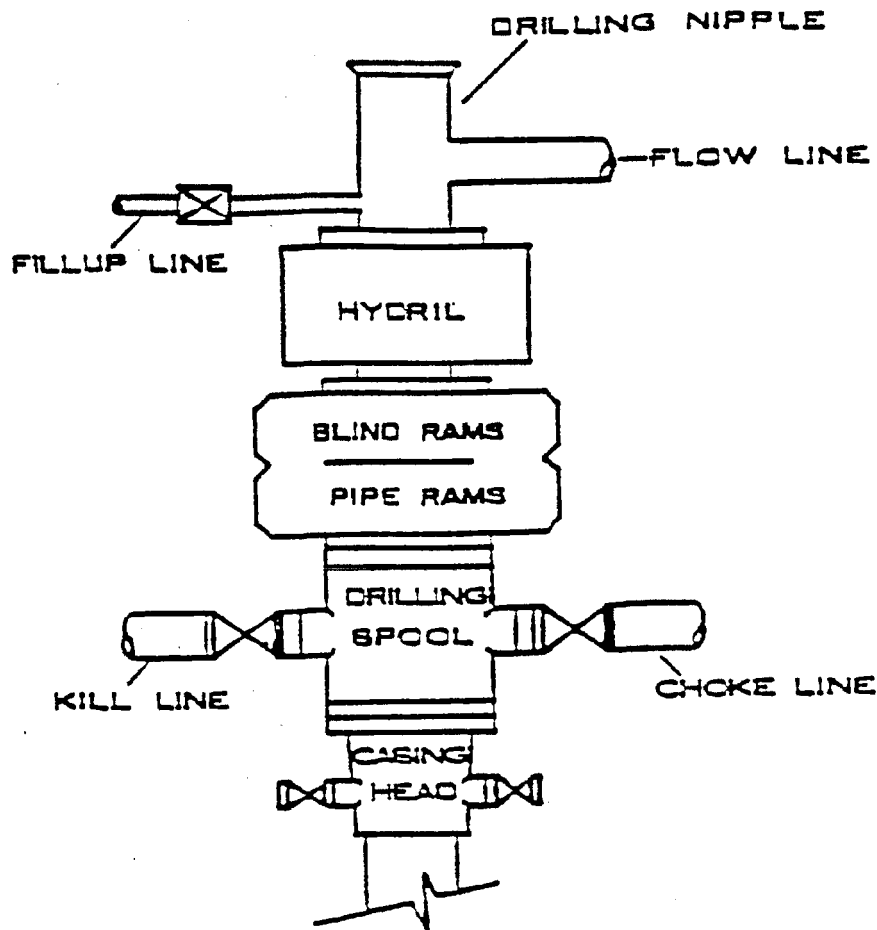 DRILLING NIPPLE
FLOW LINE
FILLUP LINE
HYDRIL
BLIND RAMS
PIPE RAMS
DRILLING
SPOOL
KILL LINE
CHOKE LINE
CASING
HEAD